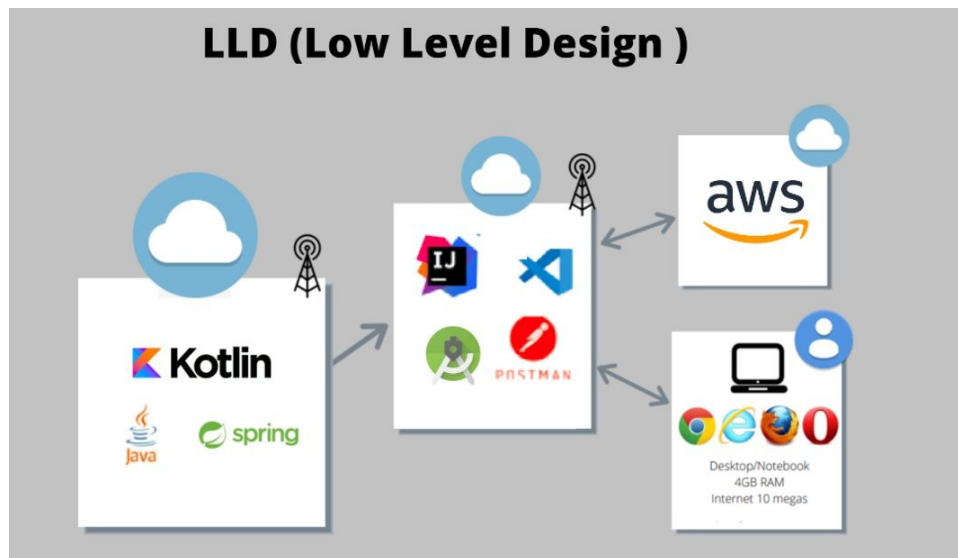 LLD (Low Level Design )
Kotlin
Java
spring
IJ
POSTMAN
aws
Desktop/Notebook
4GB RAM
Internet 10 megas